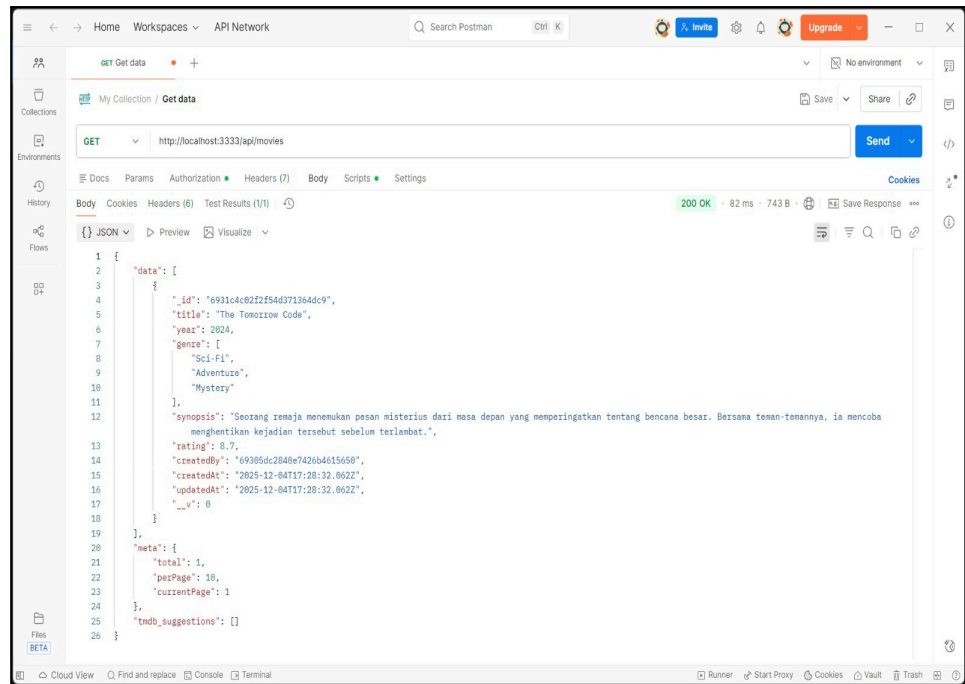 Home Workspaces API Network Search Postman Ctrl K Invite Upgrade
GET Get data No environment
My Collection / Get data Save Share
Collections
GET http://localhost:3333/api/movies Send
Environments
Docs Params Authorization Headers (7) Body Scripts Settings Cookies
History
Body Cookies Headers (6) Test Results (1/1) 200 OK 82 ms 743 B Save Response
{} JSON Preview Visualize
Flows
1 {
2 "data": [
3 {
4 "_id": "6931c4c02f2f54d371364dc9",
5 "title": "The Tomorrow Code",
6 "year": 2024,
7 "genre": [
8 "Sci-Fi",
9 "Adventure",
10 "Mystery"
11 ],
12 "synopsis": "Seorang remaja menemukan pesan misterius dari masa depan yang memperingatkan tentang bencana besar. Bersama teman-temannya, ia mencoba
menghentikan kejadian tersebut sebelum terlambat.",
13 "rating": 8.7,
14 "createdBy": "69305dc2840e7426b4615650",
15 "createdAt": "2025-12-04T17:28:32.062Z",
16 "updatedAt": "2025-12-04T17:28:32.062Z",
17 "__v": 0
18 }
19 ],
20 "meta": {
21 "total": 1,
22 "perPage": 10,
23 "currentPage": 1
24 },
25 "tmdb_suggestions": []
26 }
Files
BETA
Cloud View Find and replace Console Terminal Runner Start Proxy Cookies Vault Trash